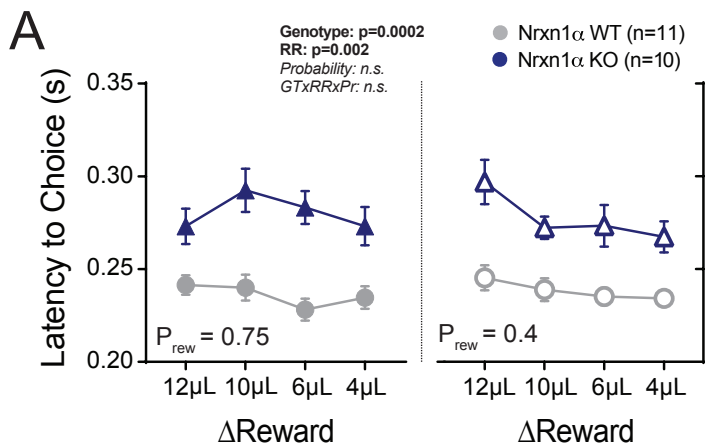 A
Genotype: p=0.0002
RR: p=0.002
Probability: n.s.
GTxRRxPr: n.s.
Nrxn1α WT (n=11)
Nrxn1α KO (n=10)
Latency to Choice (s)
0.35
0.30
0.25
0.20
Prew = 0.75
Prew = 0.4
12µL 10µL 6µL 4µL
12µL 10µL 6µL 4µL
ΔReward
ΔReward